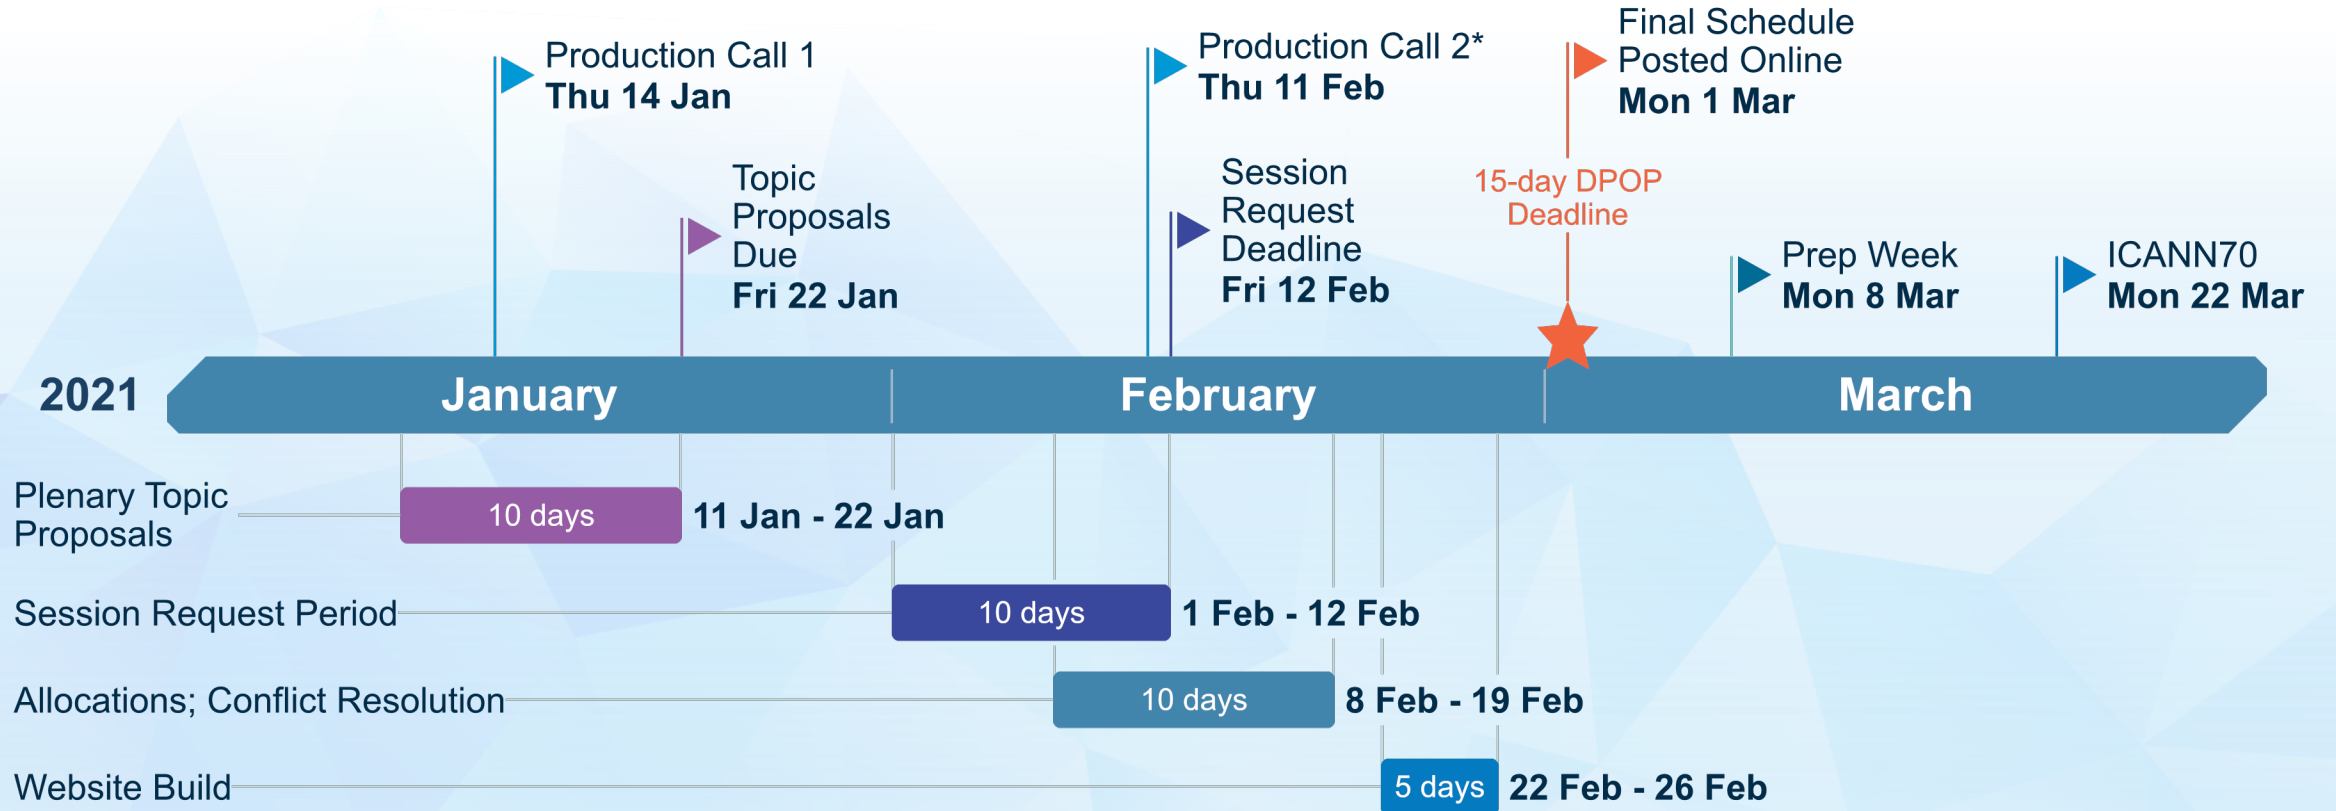 Production Call 1
Thu 14 Jan
Topic
Proposals
Due
Fri 22 Jan
Production Call 2*
Thu 11 Feb
Session
Request
Deadline
Fri 12 Feb
Final Schedule
Posted Online
Mon 1 Mar
15-day DPOP
Deadline
Prep Week
Mon 8 Mar
ICANN70
Mon 22 Mar
2021
January
February
March
Plenary Topic
Proposals
10 days
11 Jan - 22 Jan
Session Request Period
10 days
1 Feb - 12 Feb
Allocations; Conflict Resolution
10 days
8 Feb - 19 Feb
Website Build
5 days
22 Feb - 26 Feb